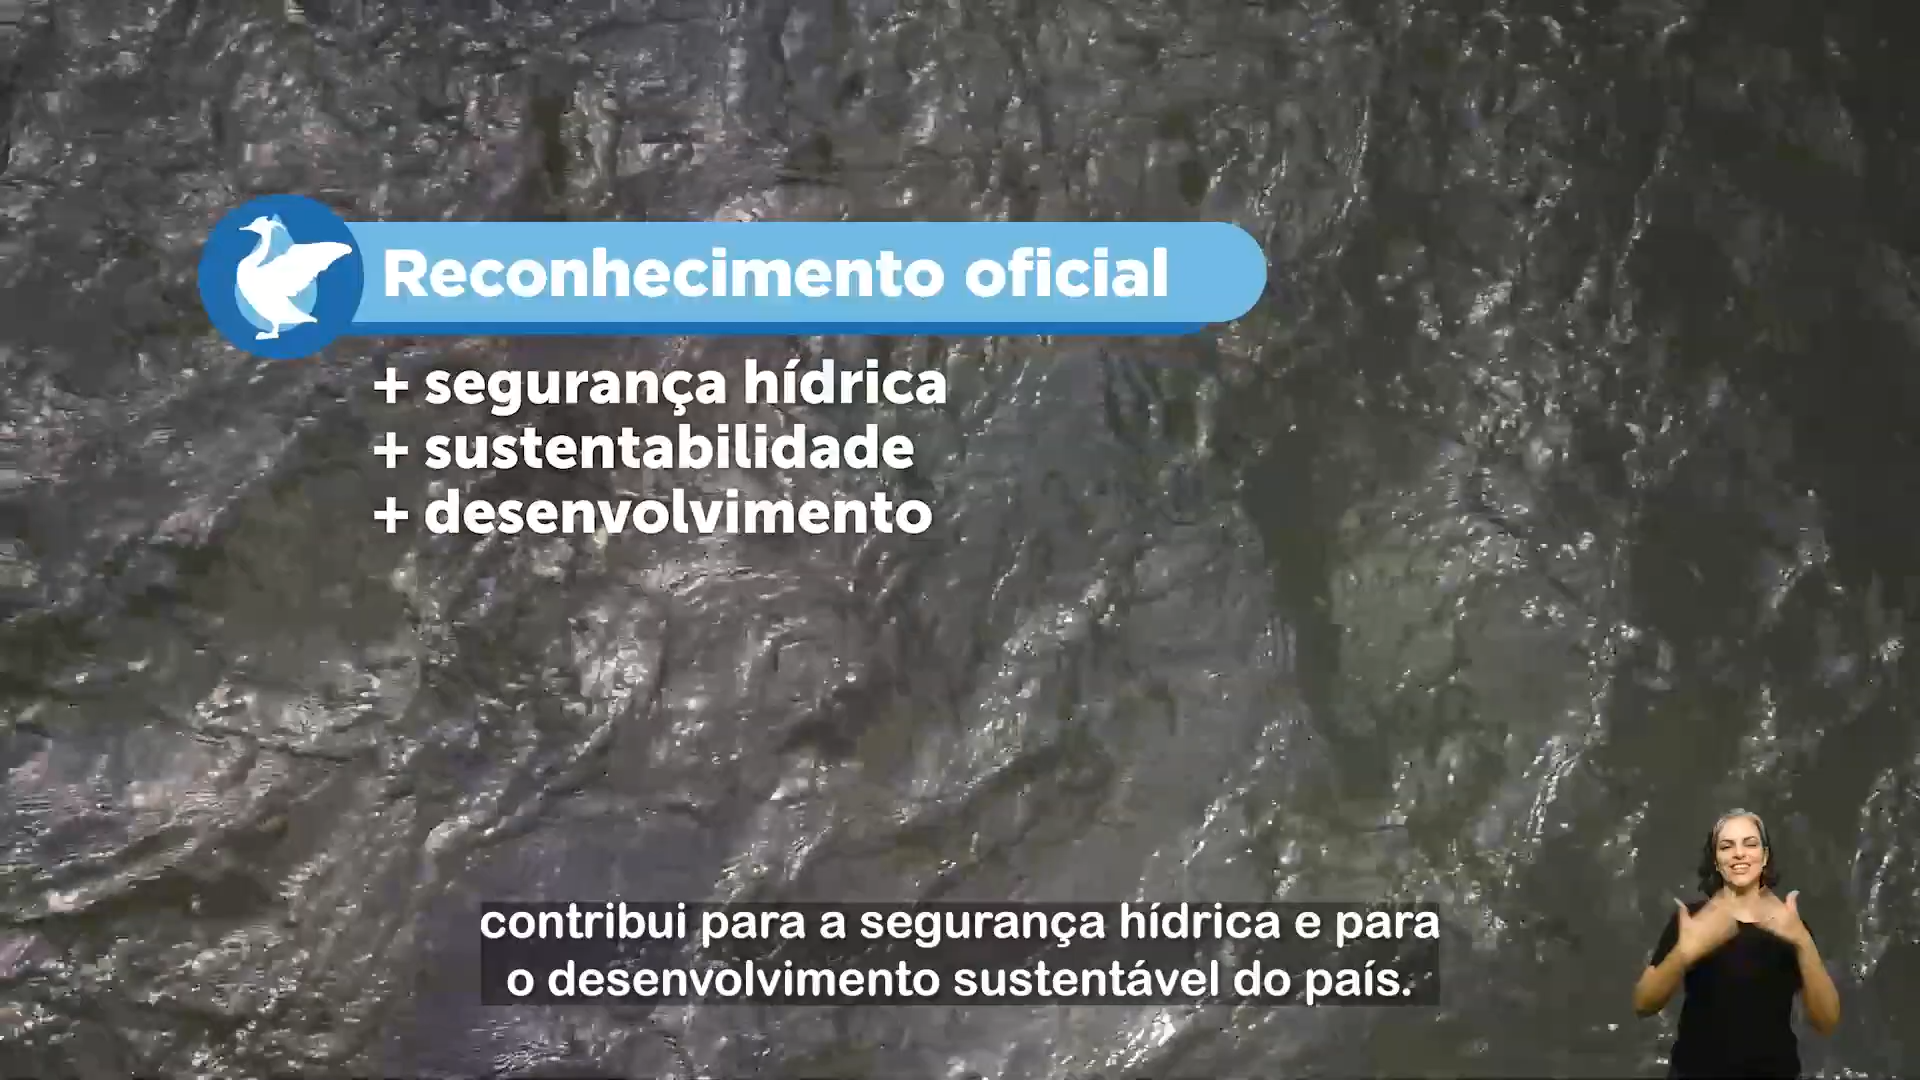 Reconhecimento oficial
+ segurança hídrica
+ sustentabilidade
+ desenvolvimento
contribui para a segurança hídrica e para
o desenvolvimento sustentável do país.